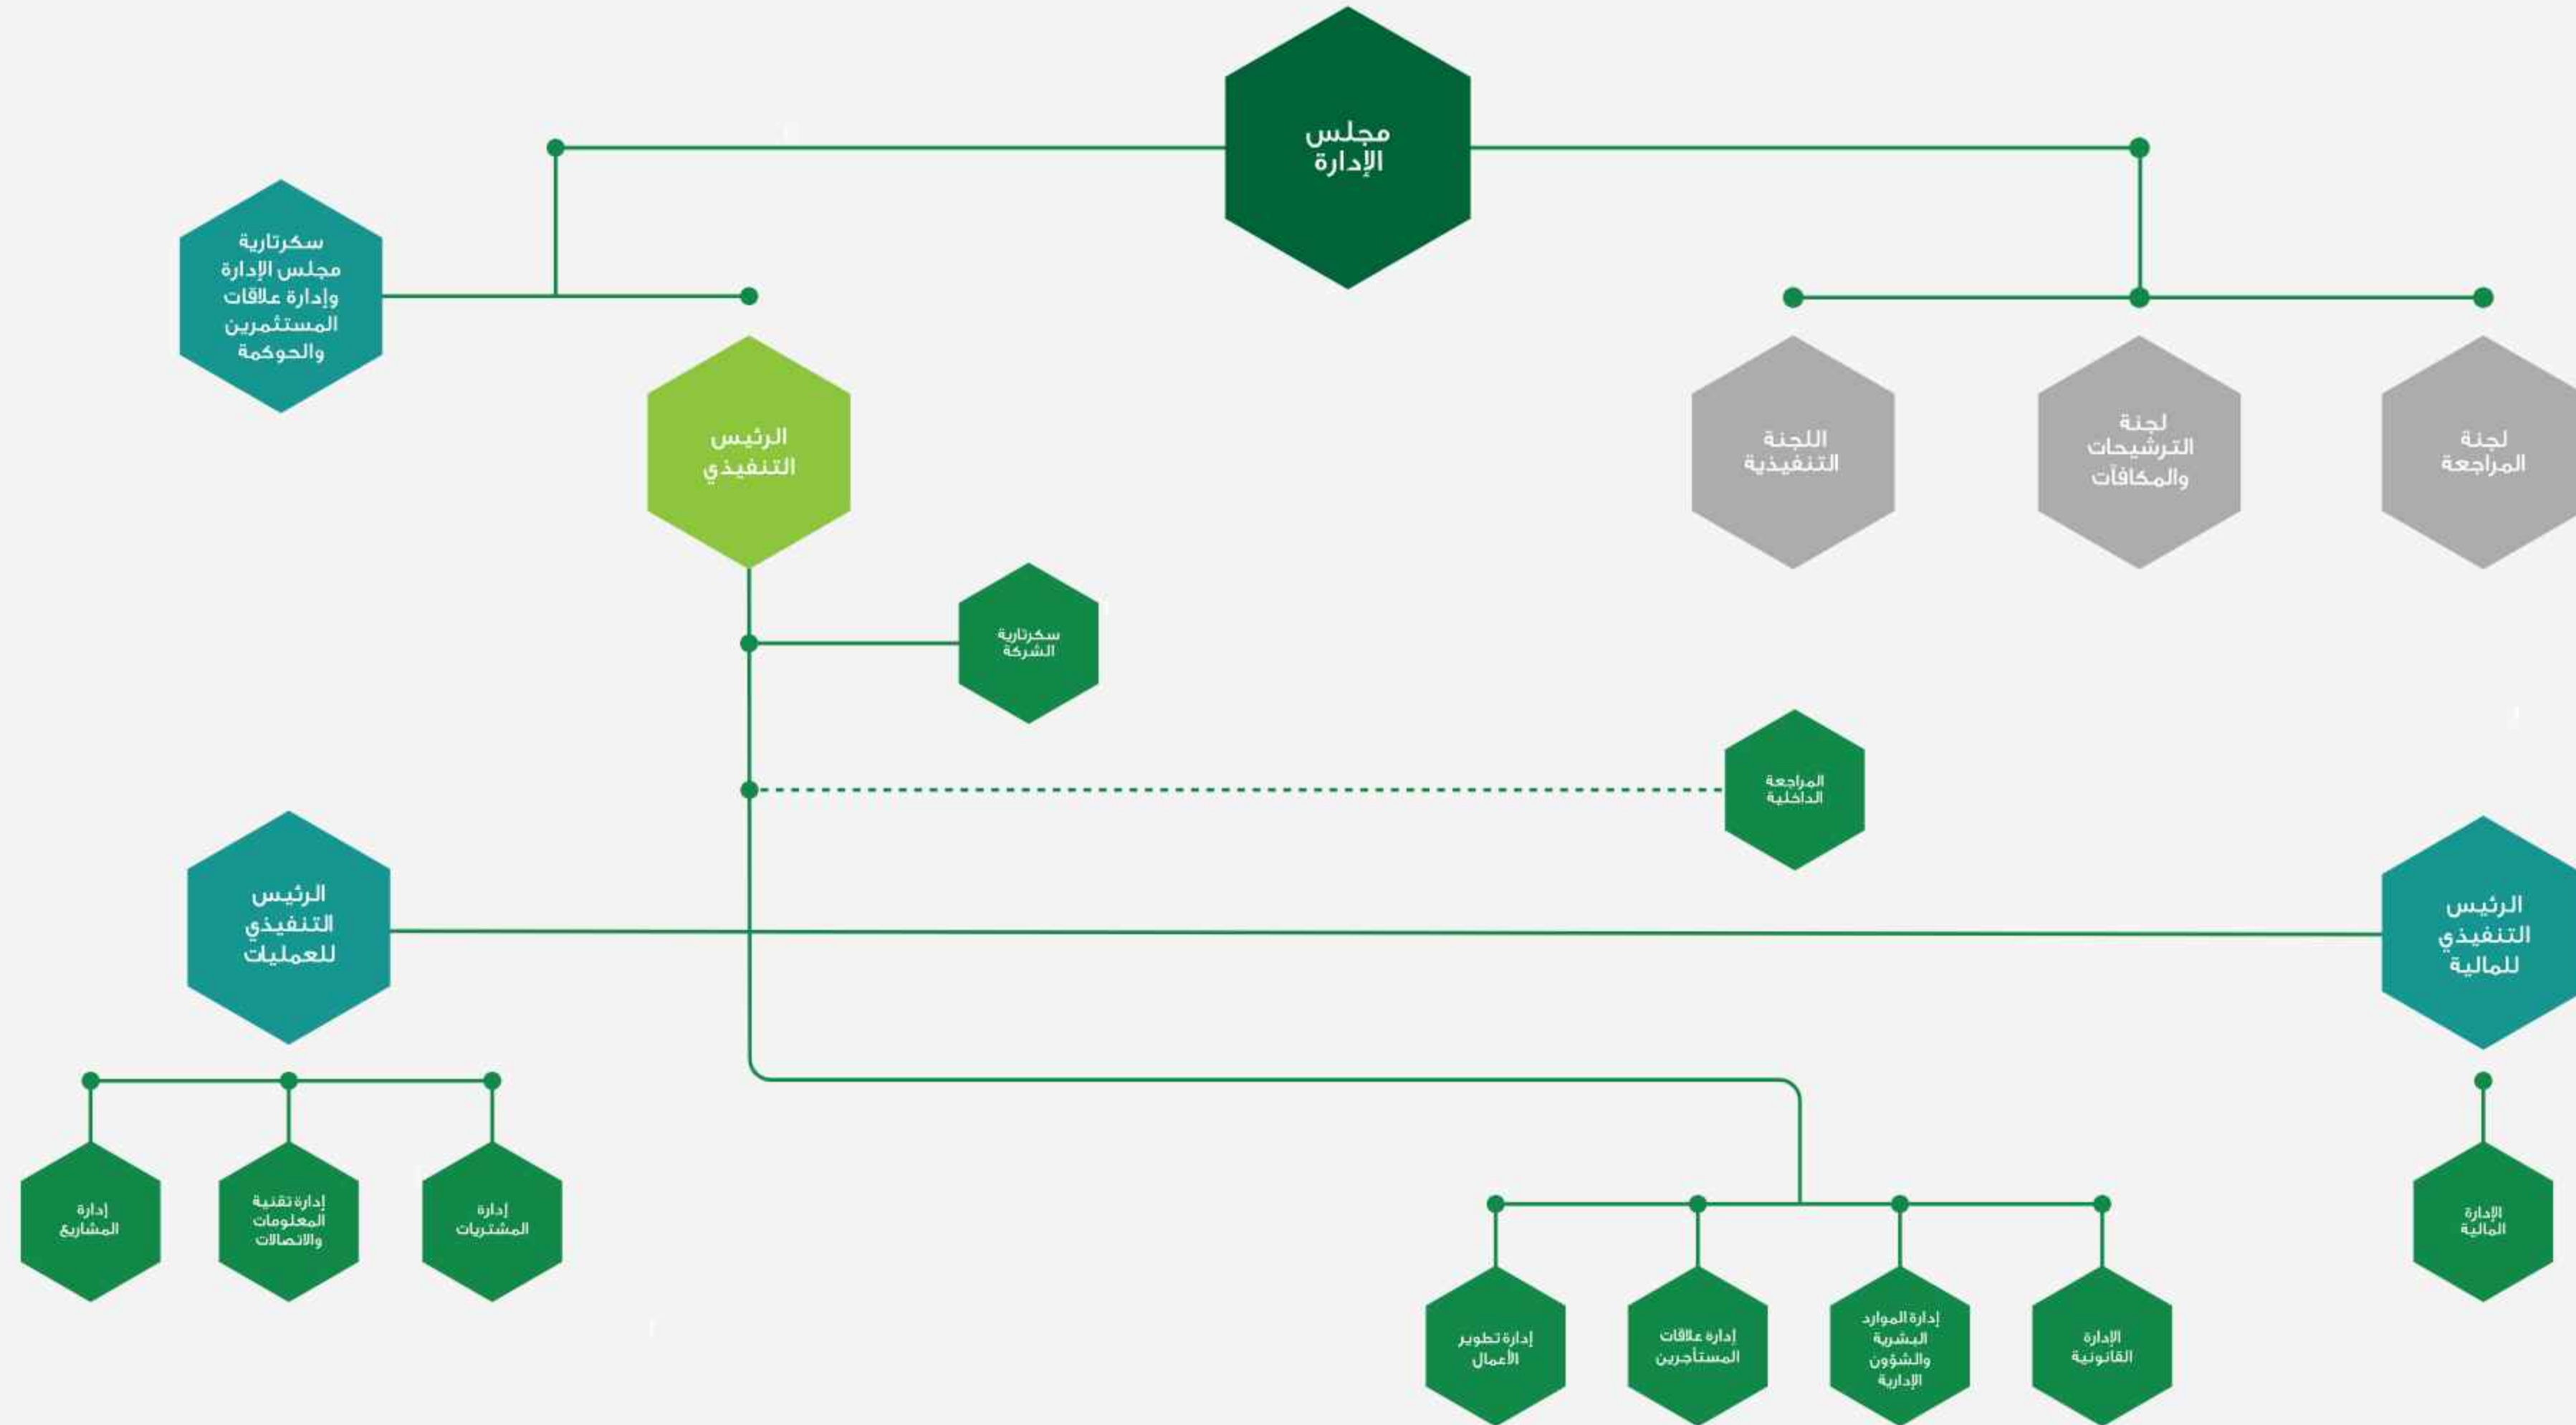 مجلس
الإدارة
سكرتارية
مجلس الإدارة
وإدارة علاقات
المستثمرين
والحوكمة
الرئيس
التنفيذي
لجنة
المراجعة
لجنة
الترشيحات
والمكافآت
اللجنة
التنفيذية
سكرتارية
الشركة
المراجعة
الداخلية
الرئيس
التنفيذي
للمالية
الرئيس
التنفيذي
للعمليات
الإدارة
المالية
الإدارة
القانونية
إدارة الموارد
البشرية
والشؤون
الإدارية
إدارة علاقات
المستأجرين
إدارة تطوير
الأعمال
إدارة
المشتريات
إدارة تقنية
المعلومات
والاتصالات
إدارة
المشاريع